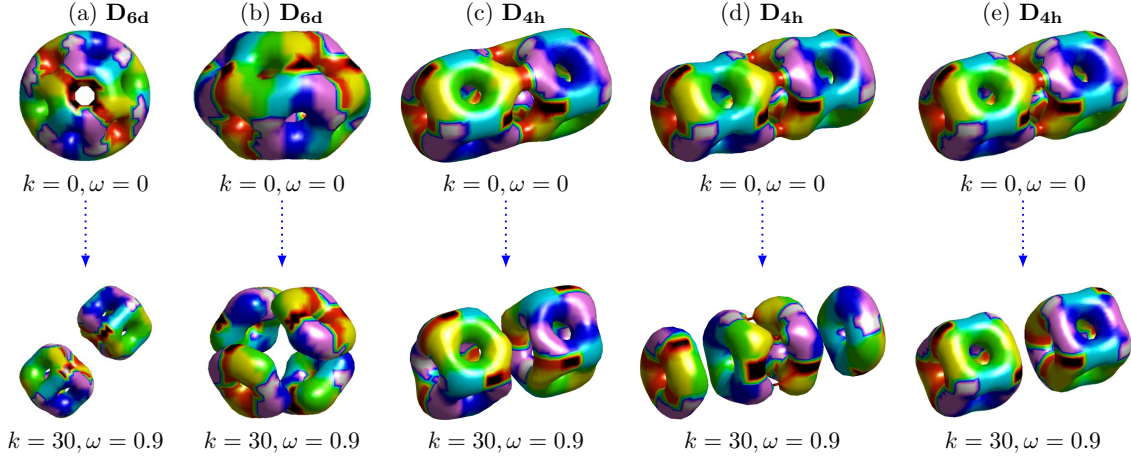 (a) D6d (b) D6d (c) D4h (d) D4h (e) D4h
k = 0, ω = 0 k = 0, ω = 0 k = 0, ω = 0 k = 0, ω = 0 k = 0, ω = 0
k = 30, ω = 0.9 k = 30, ω = 0.9 k = 30, ω = 0.9 k = 30, ω = 0.9 k = 30, ω = 0.9